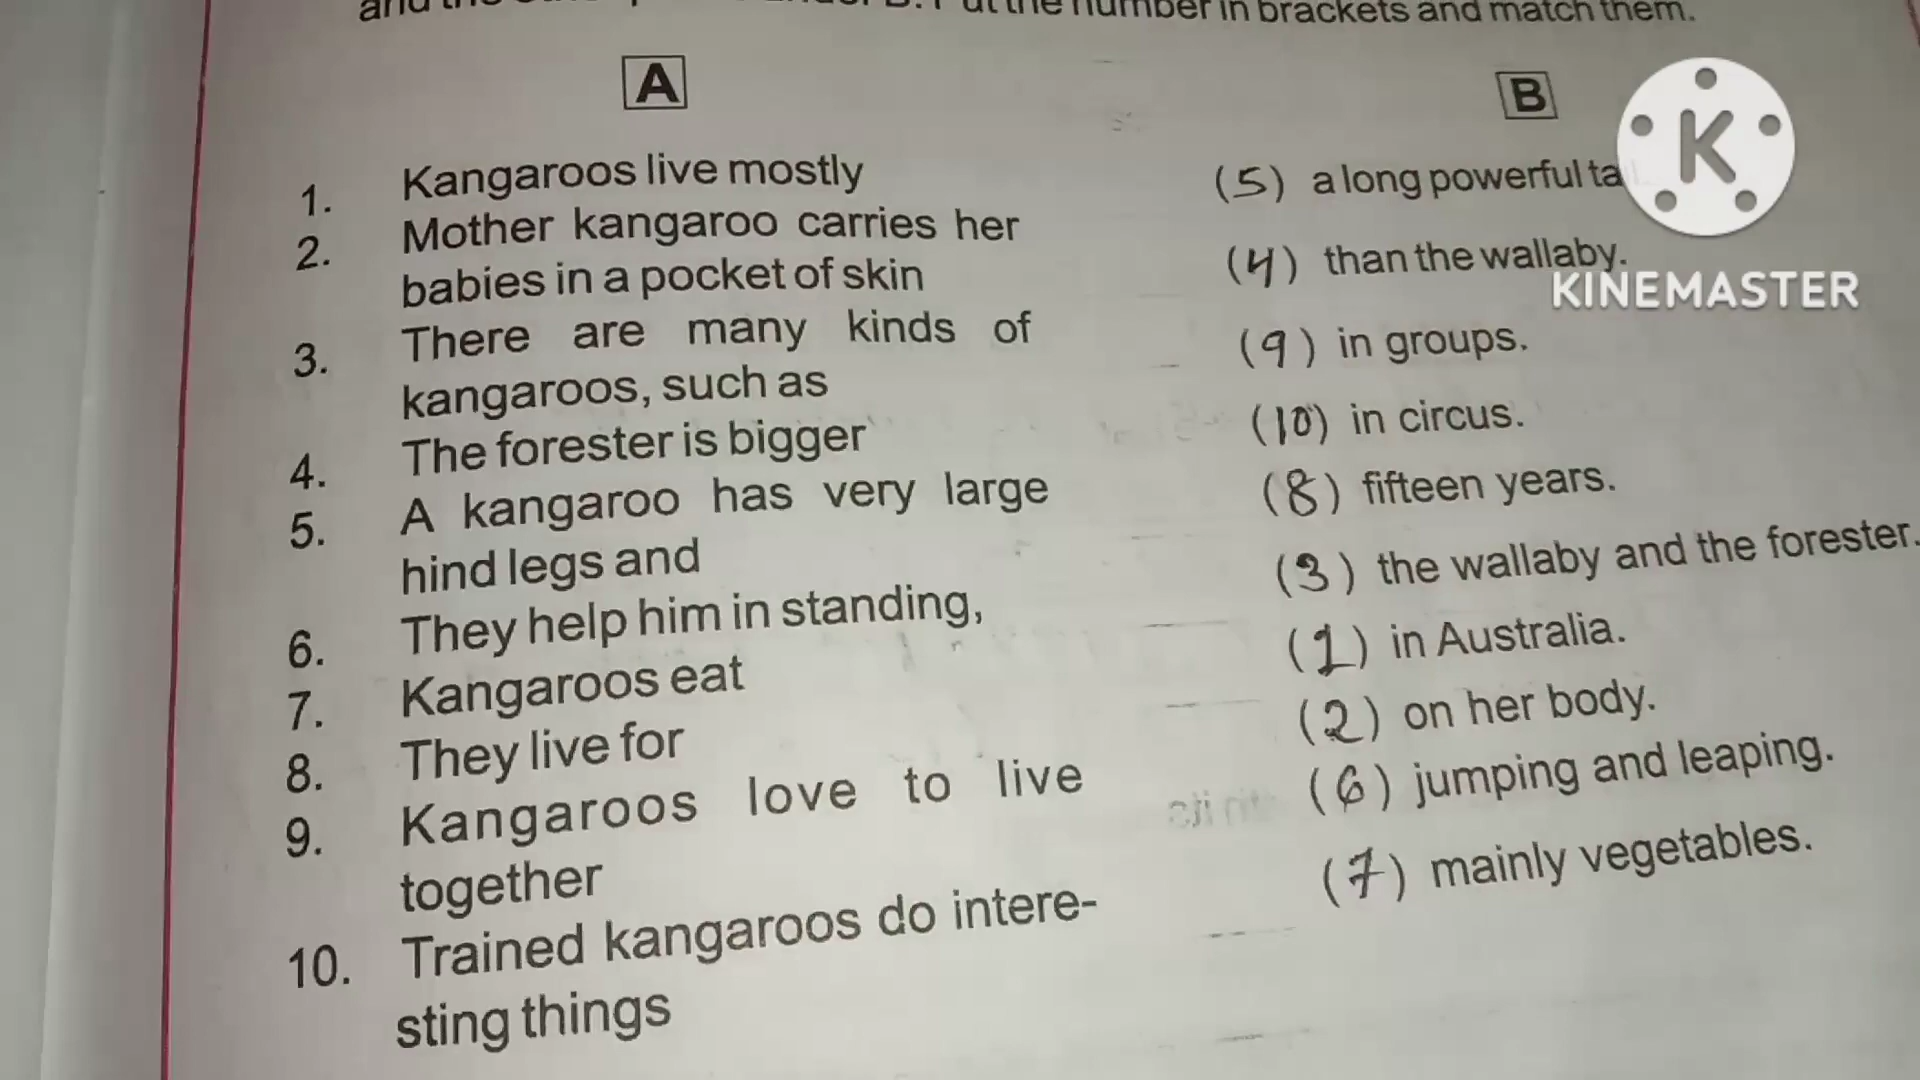 number in brackets and match them.
A
B
1. Kangaroos live mostly
2. Mother kangaroo carries her
babies in a pocket of skin
3. There are many kinds of
kangaroos, such as
4. The forester is bigger
5. A kangaroo has very large
hind legs and
6. They help him in standing,
7. Kangaroos eat
8. They live for
9. Kangaroos love to live
together
10. Trained kangaroos do intere-
sting things
(5) a long powerful
(4) than the wallaby.
(9) in groups.
(10) in circus.
(8) fifteen years.
(3) the wallaby and the forester.
(1) in Australia.
(2) on her body.
(6) jumping and leaping.
(7) mainly vegetables.
K
KINEMASTER